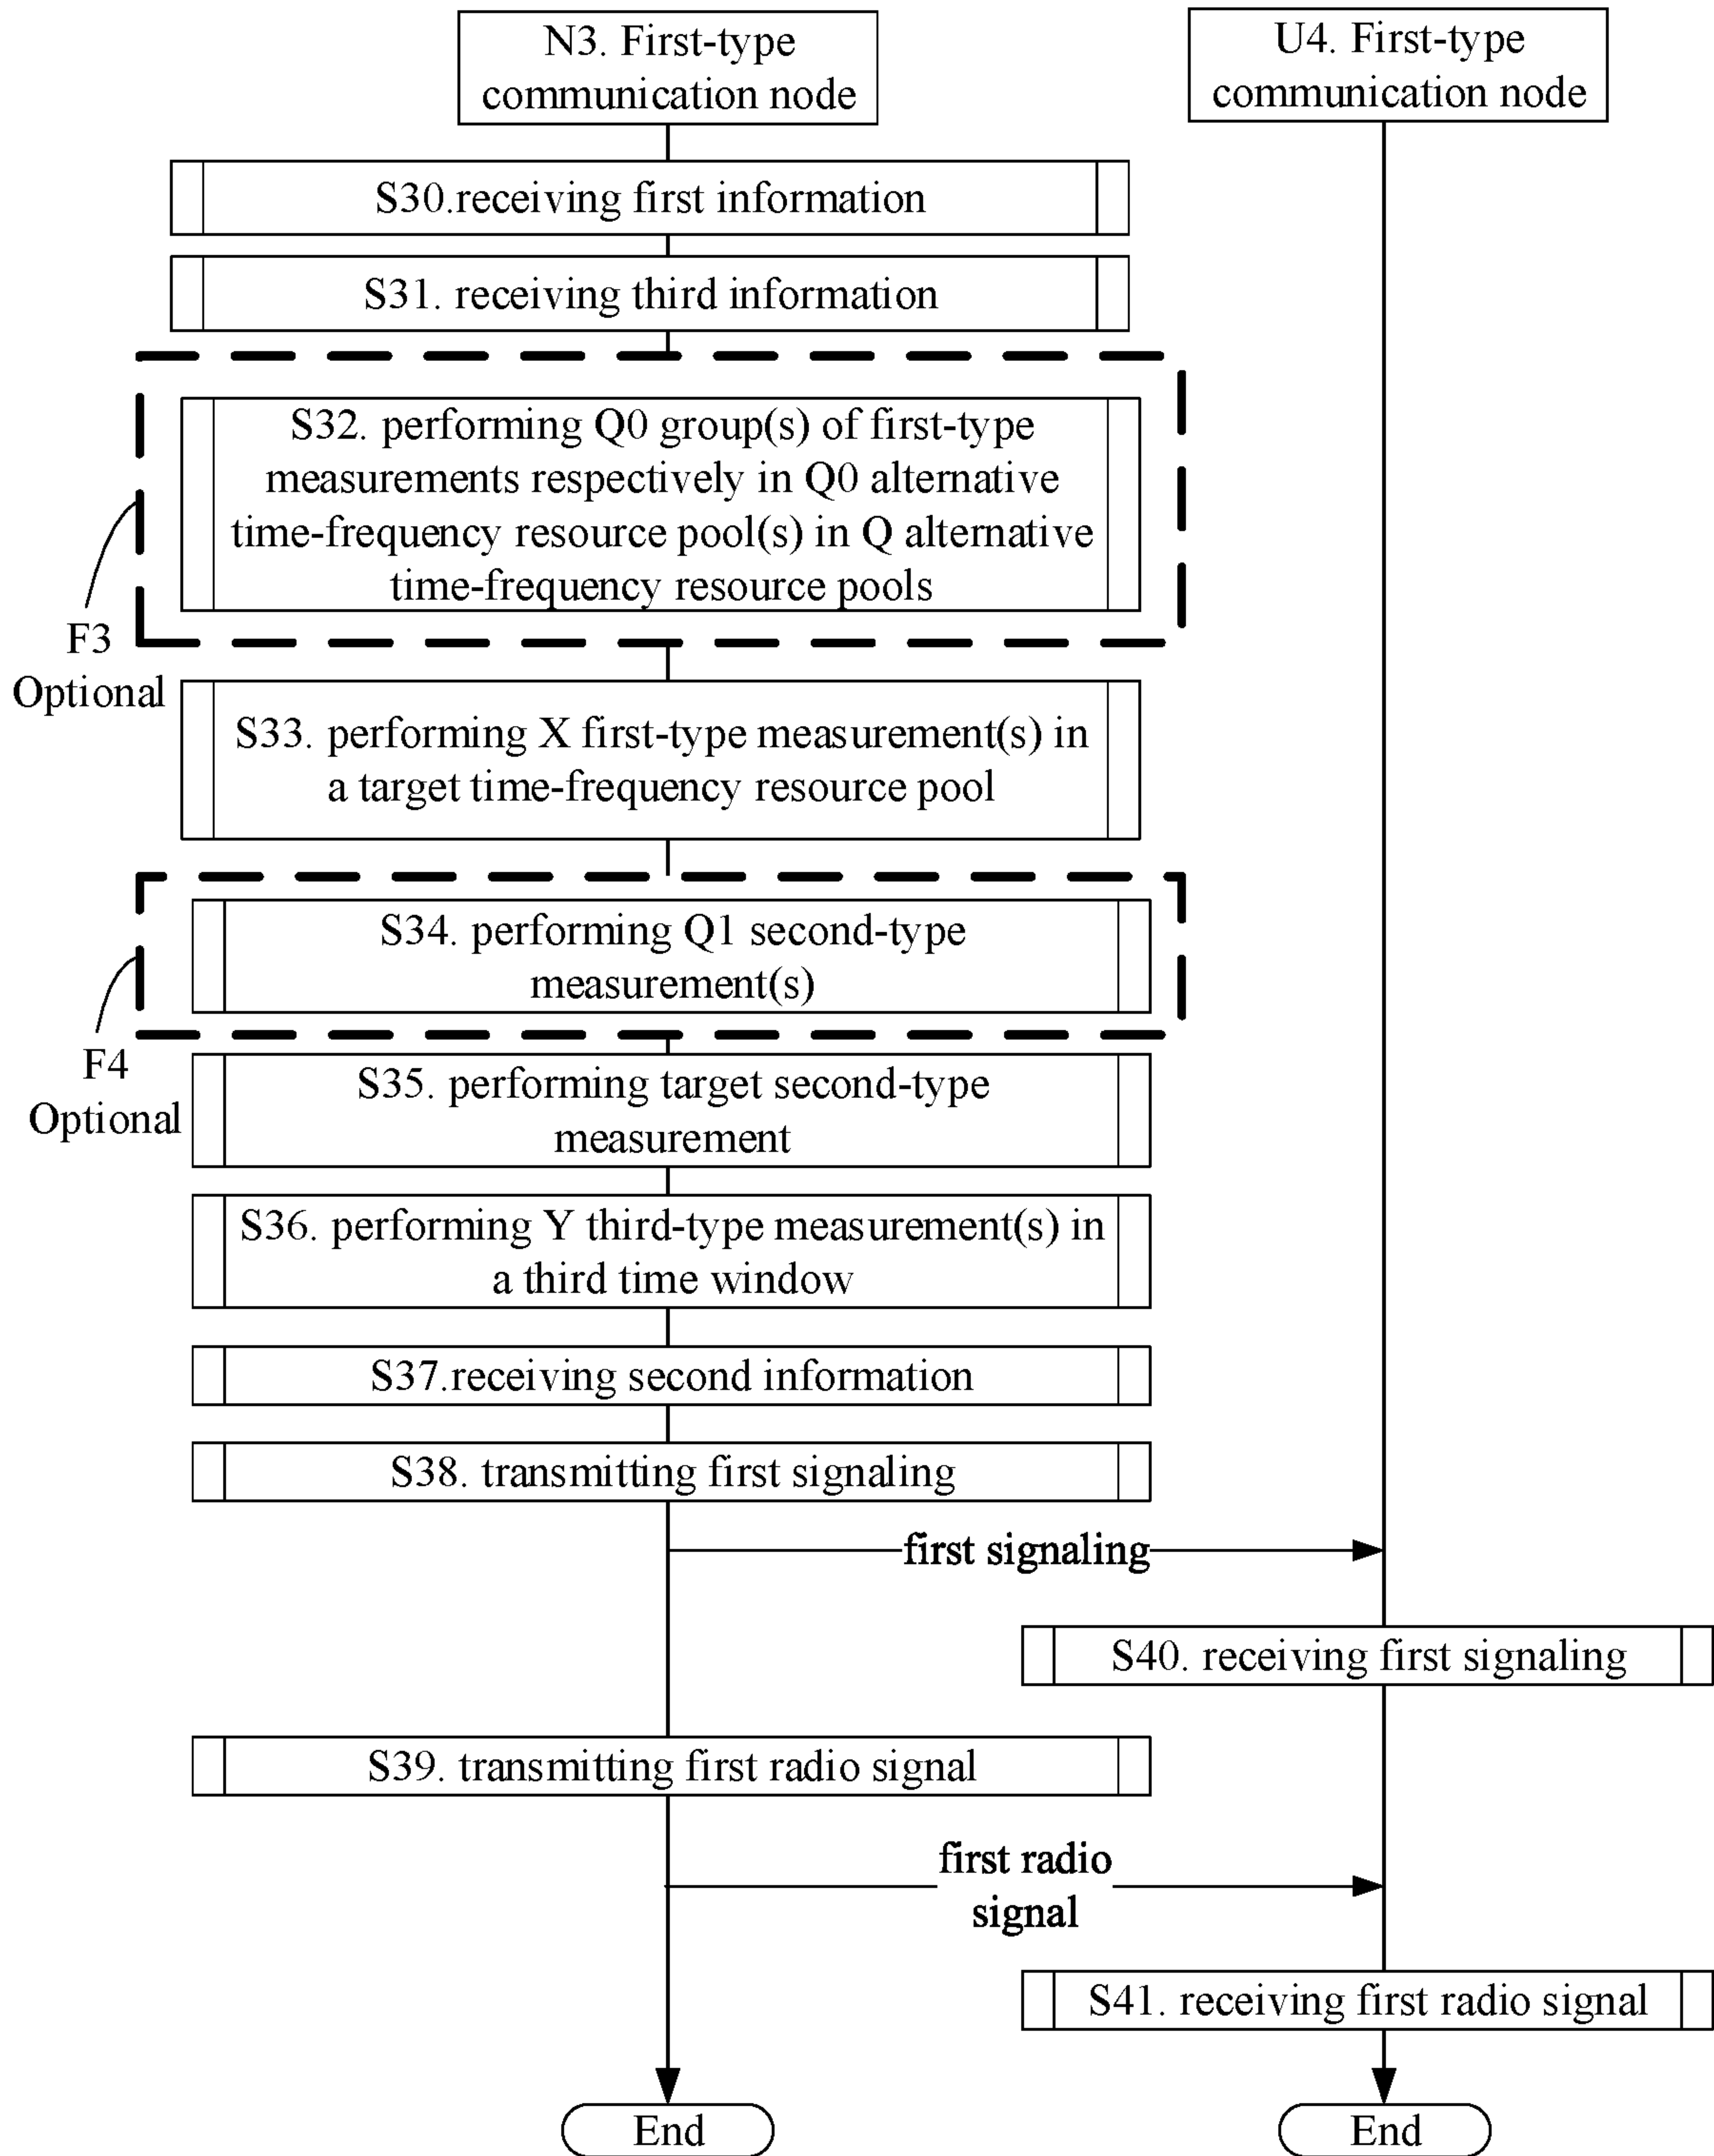 N3. First-type
communication node
U4. First-type
communication node
S30.receiving first information
S31. receiving third information
S32. performing Q0 group(s) of first-type
measurements respectively in Q0 alternative
time-frequency resource pool(s) in Q alternative
time-frequency resource pools
F3
Optional
S33. performing X first-type measurement(s) in
a target time-frequency resource pool
S34. performing Q1 second-type
measurement(s)
F4
Optional
S35. performing target second-type
measurement
S36. performing Y third-type measurement(s) in
a third time window
S37.receiving second information
S38. transmitting first signaling
first signaling
S40. receiving first signaling
S39. transmitting first radio signal
first radio
signal
S41. receiving first radio signal
End
End